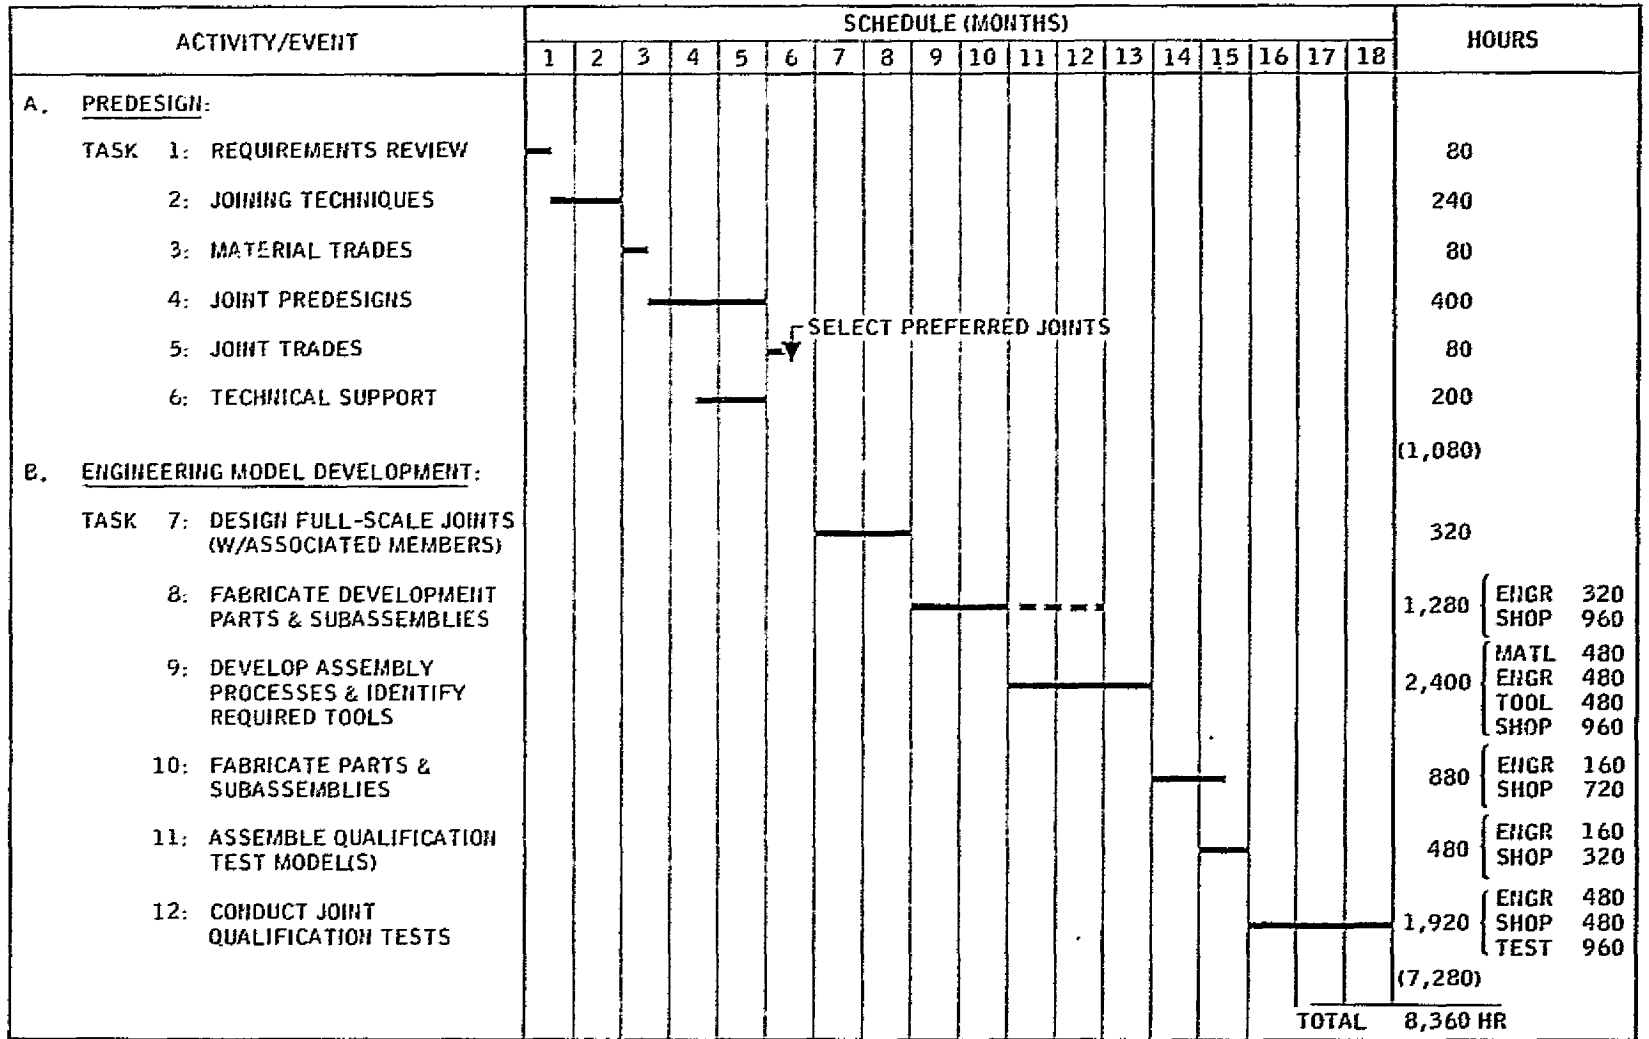 ACTIVITY/EVENT
SCHEDULE (MONTHS)
HOURS
1 2 3 4 5 6 7 8 9 10 11 12 13 14 15 16 17 18
A. PREDESIGN:
TASK 1: REQUIREMENTS REVIEW 80
2: JOINING TECHNIQUES 240
3: MATERIAL TRADES 80
4: JOINT PREDESIGNS 400
SELECT PREFERRED JOINTS
5: JOINT TRADES 80
6: TECHNICAL SUPPORT 200
(1,080)
B. ENGINEERING MODEL DEVELOPMENT:
TASK 7: DESIGN FULL-SCALE JOINTS
(W/ASSOCIATED MEMBERS) 320
8: FABRICATE DEVELOPMENT
PARTS & SUBASSEMBLIES
1,280
ENGR 320
SHOP 960
9: DEVELOP ASSEMBLY
PROCESSES & IDENTIFY
REQUIRED TOOLS
2,400
MATL 480
ENGR 480
TOOL 480
SHOP 960
10: FABRICATE PARTS &
SUBASSEMBLIES
880
ENGR 160
SHOP 720
11: ASSEMBLE QUALIFICATION
TEST MODEL(S)
480
ENGR 160
SHOP 320
12: CONDUCT JOINT
QUALIFICATION TESTS
1,920
ENGR 480
SHOP 480
TEST 960
(7,280)
TOTAL 8,360 HR